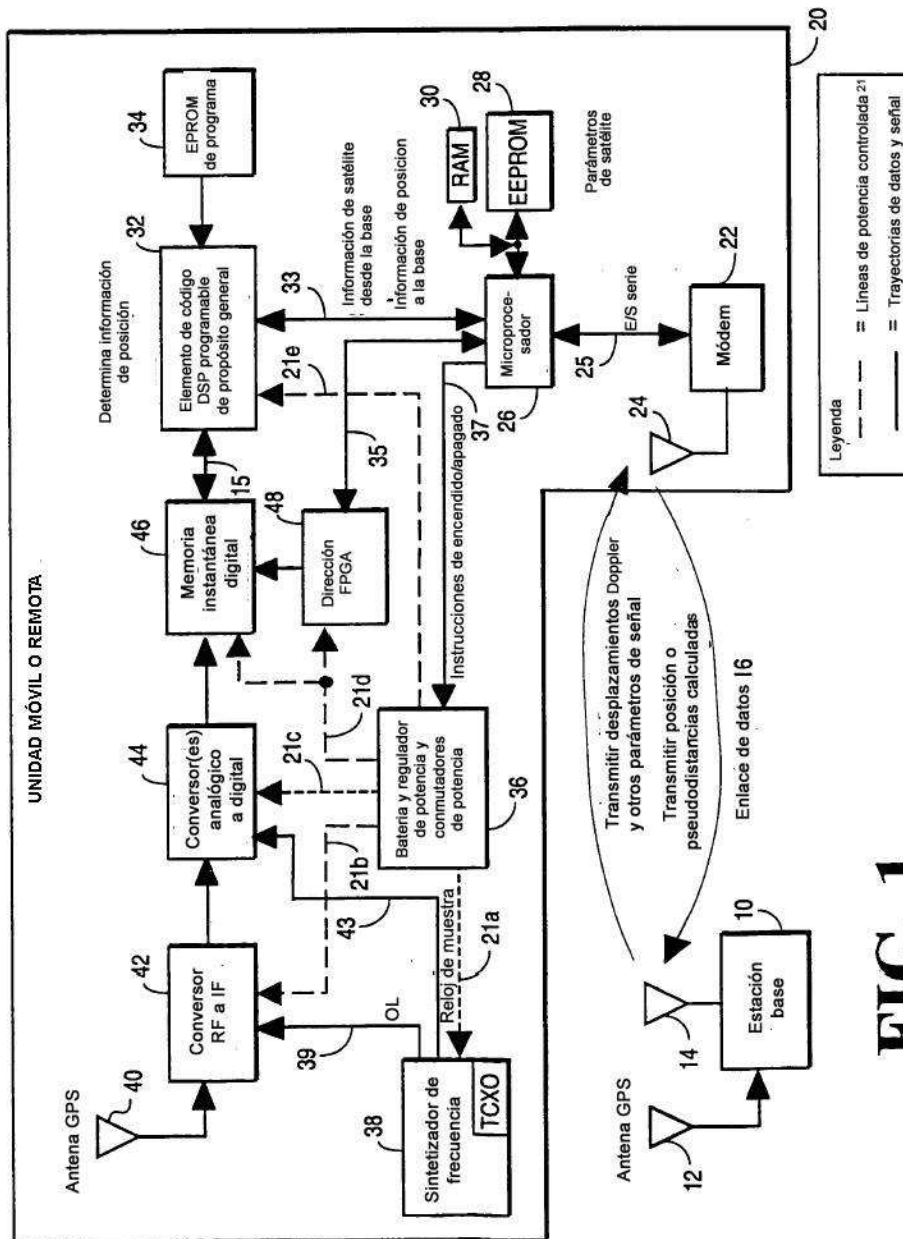 UNIDAD MÓVIL O REMOTA
Antena GPS
40
42
Conversor
RF a IF
44
Conversor(es)
analógico
a digital
46
Memoria
instantánea
digital
15
Determina información
de posición
32
Elemento de código
DSP programable
de propósito general
34
EPROM
de programa
39
OL
43
21b
21c
21d
21e
48
Dirección
FPGA
35
33
Información de satélite
desde la base
Información de posicion
a la base
30
RAM
28
EEPROM
Parámetros
de satélite
38
Sintetizador de
frecuencia
TCXO
Reloj de muestra
21a
Batería y regulador
de potencia y
conmutadores
de potencia
36
Instrucciones de encendido/apagado
37
Microproce-
sador
26
25
E/S serie
22
Módem
24
20
Antena GPS
12
14
10
Estación
base
Transmitir desplazamientos Doppler
y otros parámetros de señal
Transmitir posición o
pseudodistancias calculadas
Enlace de datos 16
Leyenda
= Líneas de potencia controlada 21
= Trayectorias de datos y señal
FIG. 1